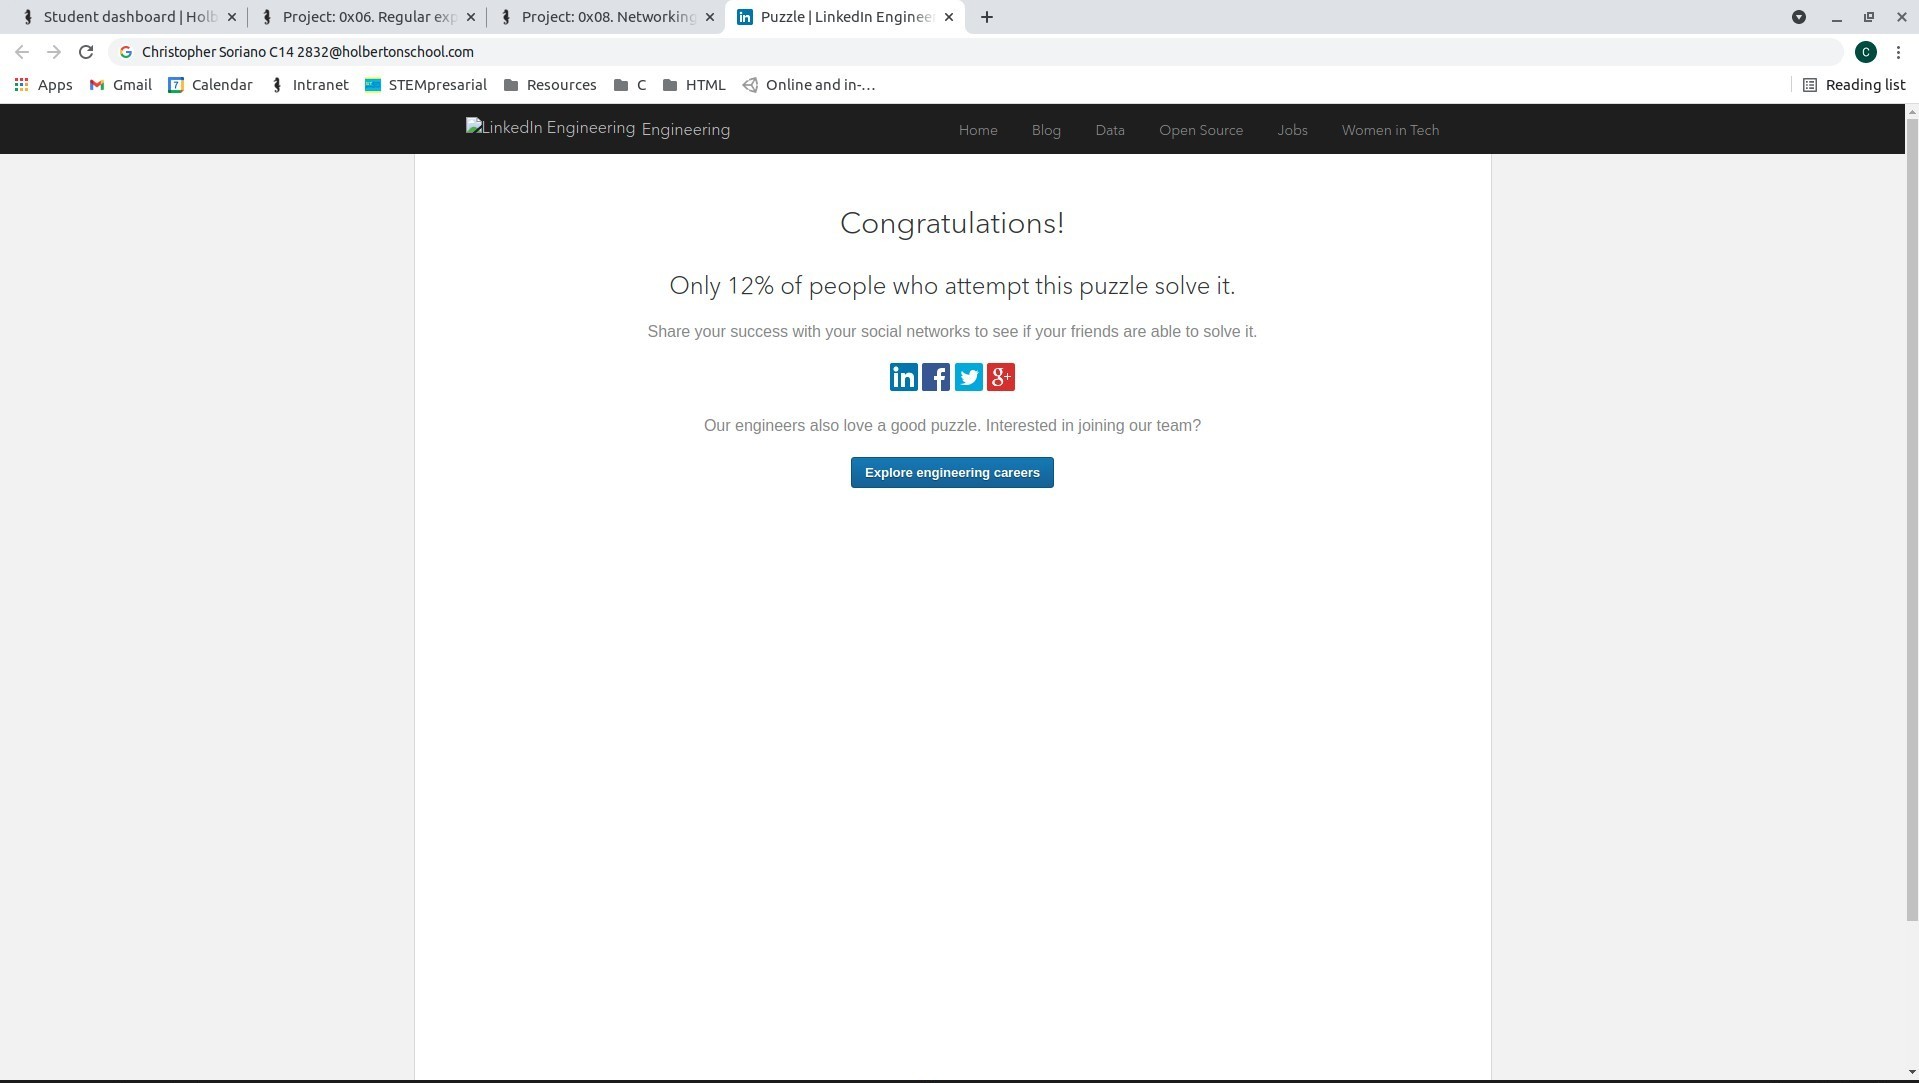 Student dashboard | Holb
Project: 0x06. Regular exp
Project: 0x08. Networking
Puzzle | LinkedIn Engineer
Christopher Soriano C14 2832@holbertonschool.com
C
Apps
Gmail
7
Calendar
Intranet
STEMpresarial
Resources
C
HTML
Online and in-...
Reading list
LinkedIn Engineering Engineering
Home
Blog
Data
Open Source
Jobs
Women in Tech
Congratulations!
Only 12% of people who attempt this puzzle solve it.
Share your success with your social networks to see if your friends are able to solve it.
in f g+
Our engineers also love a good puzzle. Interested in joining our team?
Explore engineering careers